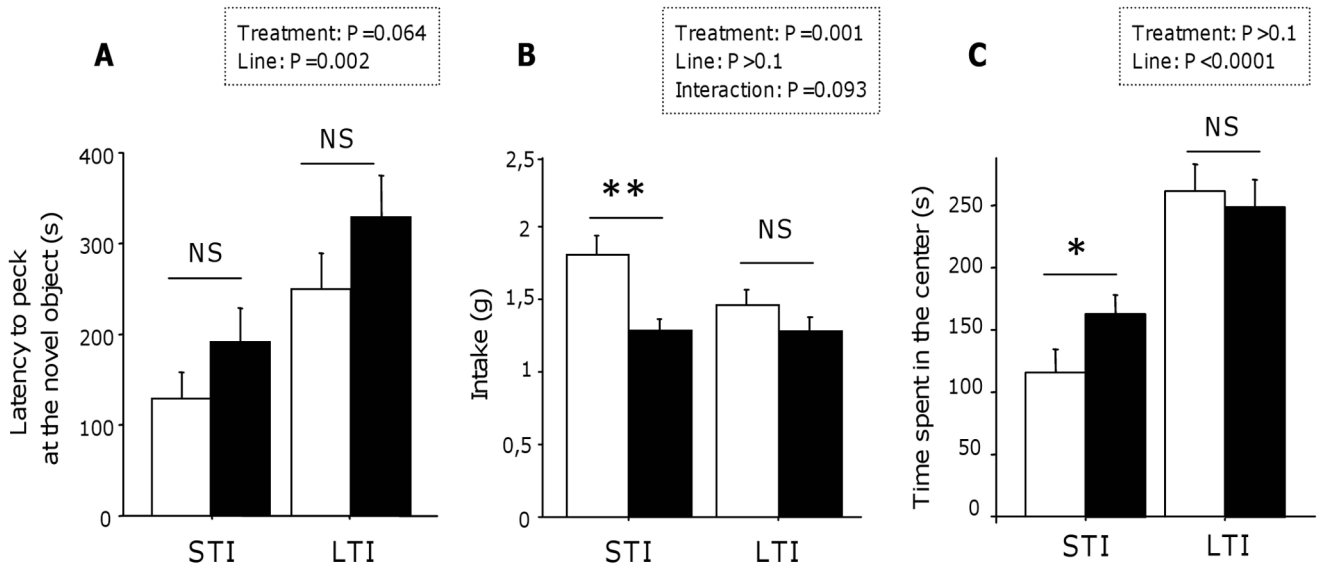 A
Treatment: P=0.064
Line: P=0.002
Latency to peck
at the novel object (s)
400
300
200
100
0
NS
NS
STI
LTI
B
Treatment: P=0.001
Line: P>0.1
Interaction: P=0.093
Intake (g)
2,5
2
1,5
1
0,5
0
**
NS
STI
LTI
C
Treatment: P>0.1
Line: P<0.0001
Time spent in the center (s)
250
200
150
100
50
0
*
NS
STI
LTI